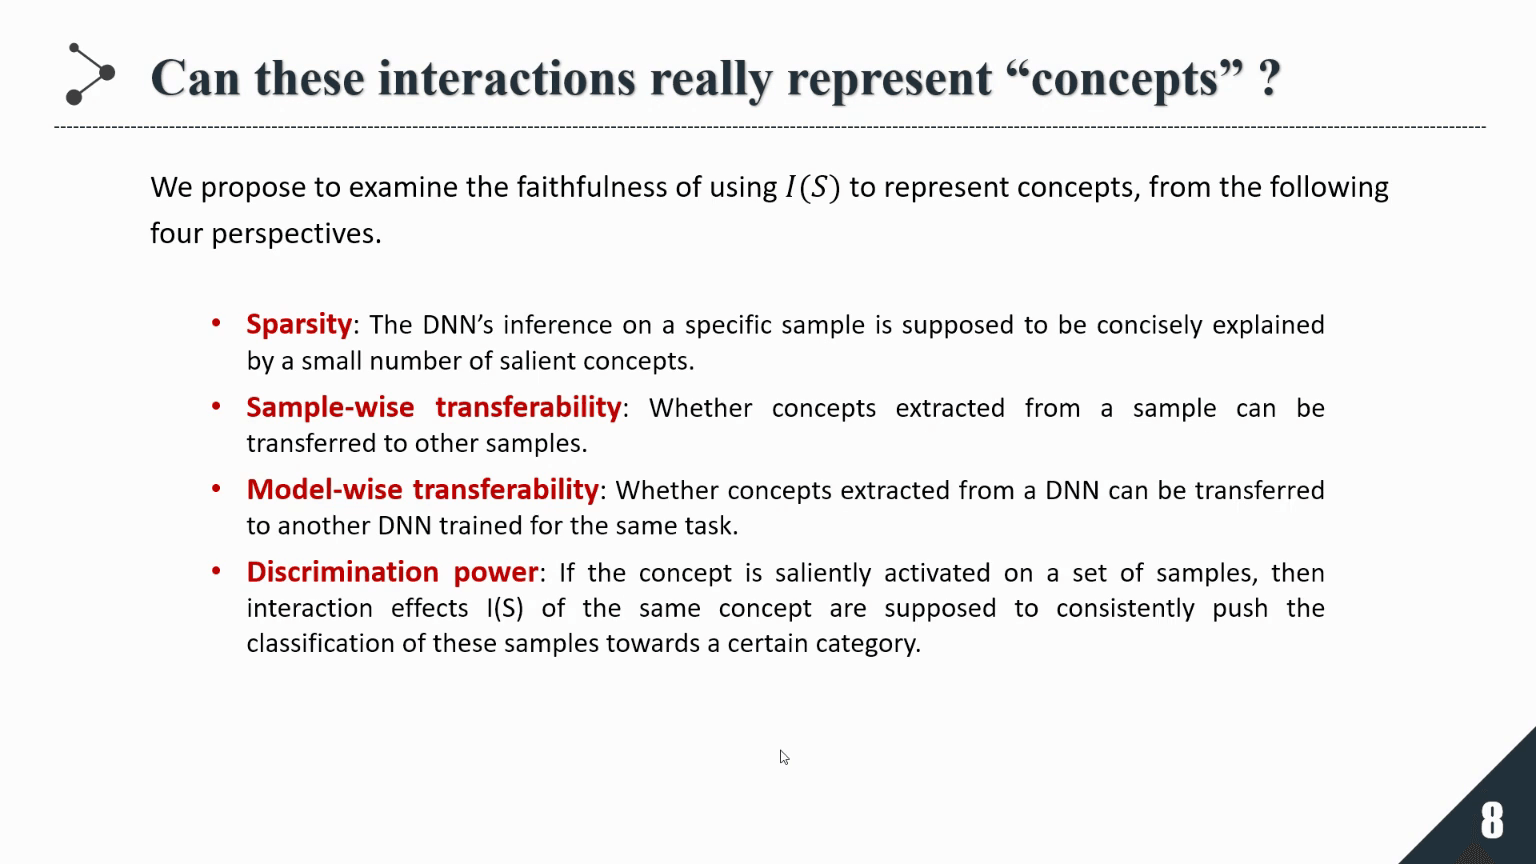 Can these interactions really represent “concepts” ?
We propose to examine the faithfulness of using I(S) to represent concepts, from the following
four perspectives.
• Sparsity: The DNN’s inference on a specific sample is supposed to be concisely explained
by a small number of salient concepts.
• Sample-wise transferability: Whether concepts extracted from a sample can be
transferred to other samples.
• Model-wise transferability: Whether concepts extracted from a DNN can be transferred
to another DNN trained for the same task.
• Discrimination power: If the concept is saliently activated on a set of samples, then
interaction effects I(S) of the same concept are supposed to consistently push the
classification of these samples towards a certain category.
8